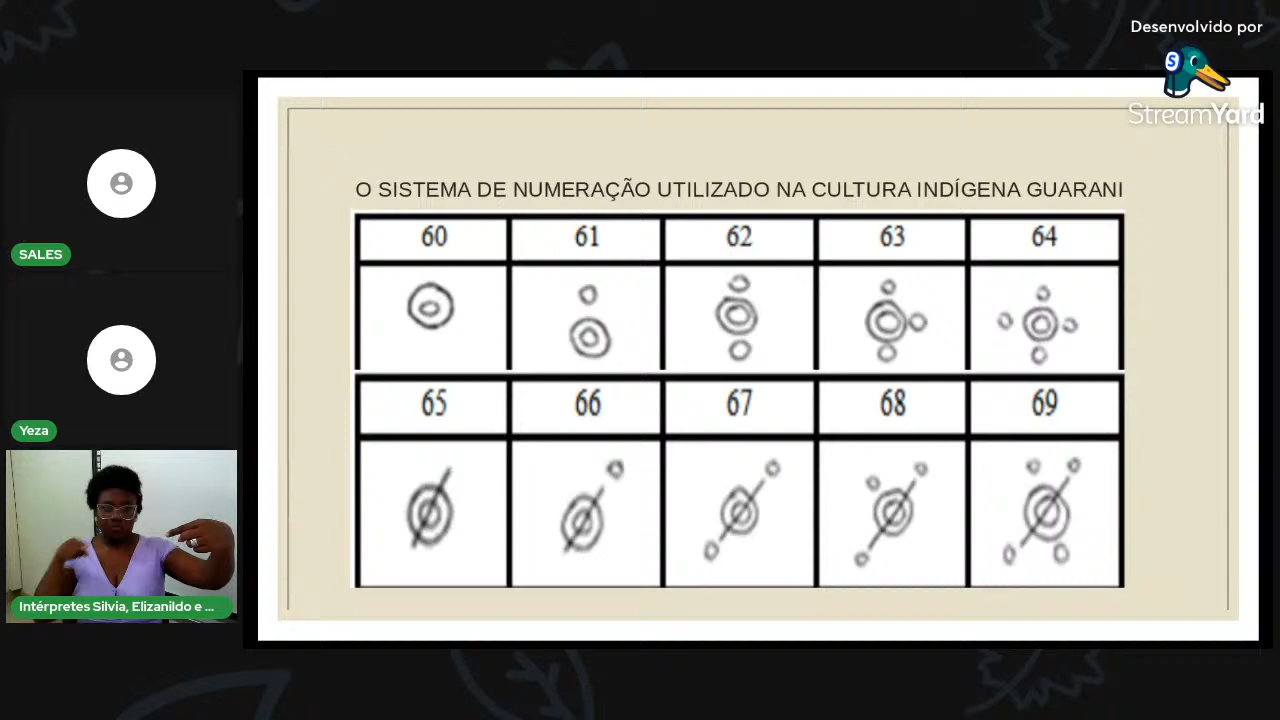 Desenvolvido por
StreamYard
O SISTEMA DE NUMERAÇÃO UTILIZADO NA CULTURA INDÍGENA GUARANI
60 61 62 63 64
65 66 67 68 69
SALES
Yeza
Intérpretes Silvia, Elizanildo e ...